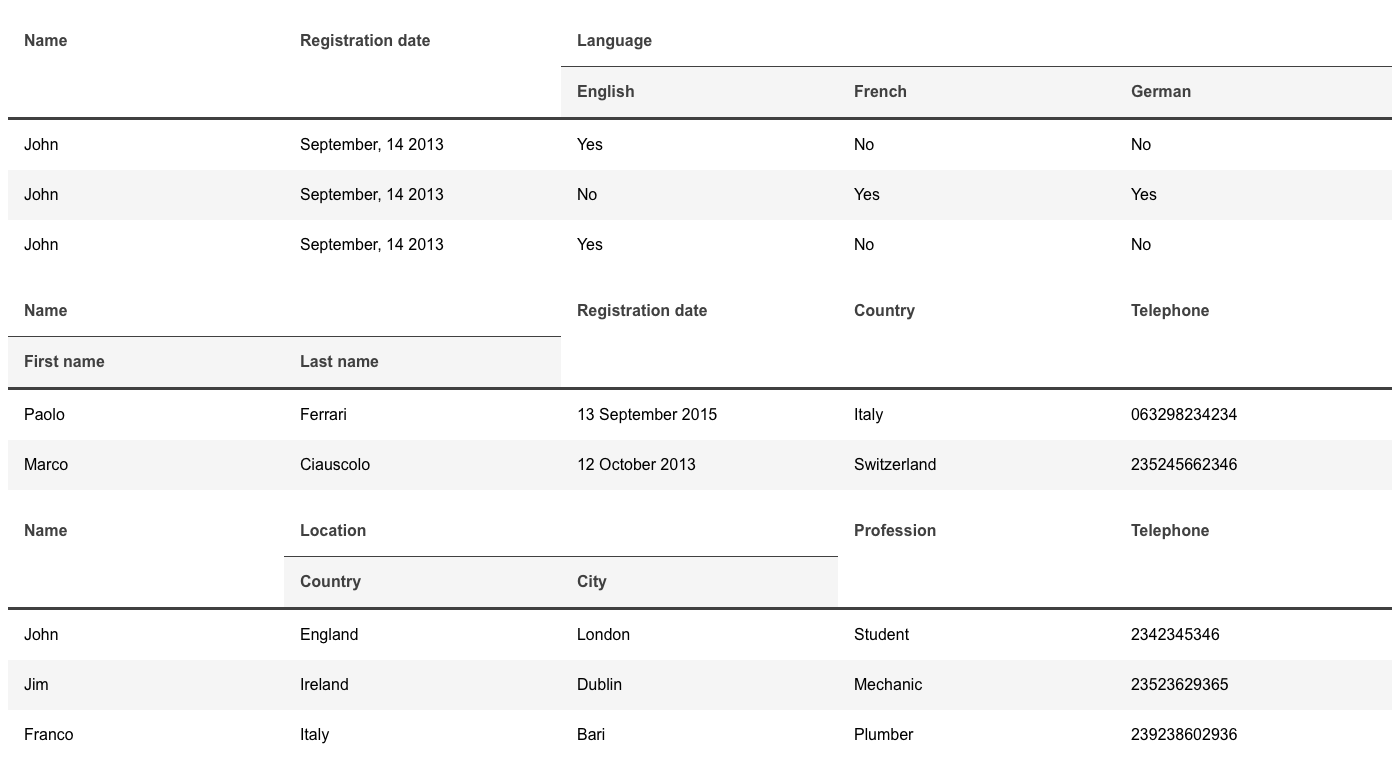 Name Registration date Language
English French German
John September, 14 2013 Yes No No
John September, 14 2013 No Yes Yes
John September, 14 2013 Yes No No
Name Registration date Country Telephone
First name Last name
Paolo Ferrari 13 September 2015 Italy 063298234234
Marco Ciauscolo 12 October 2013 Switzerland 235245662346
Name Location Profession Telephone
Country City
John England London Student 2342345346
Jim Ireland Dublin Mechanic 23523629365
Franco Italy Bari Plumber 239238602936